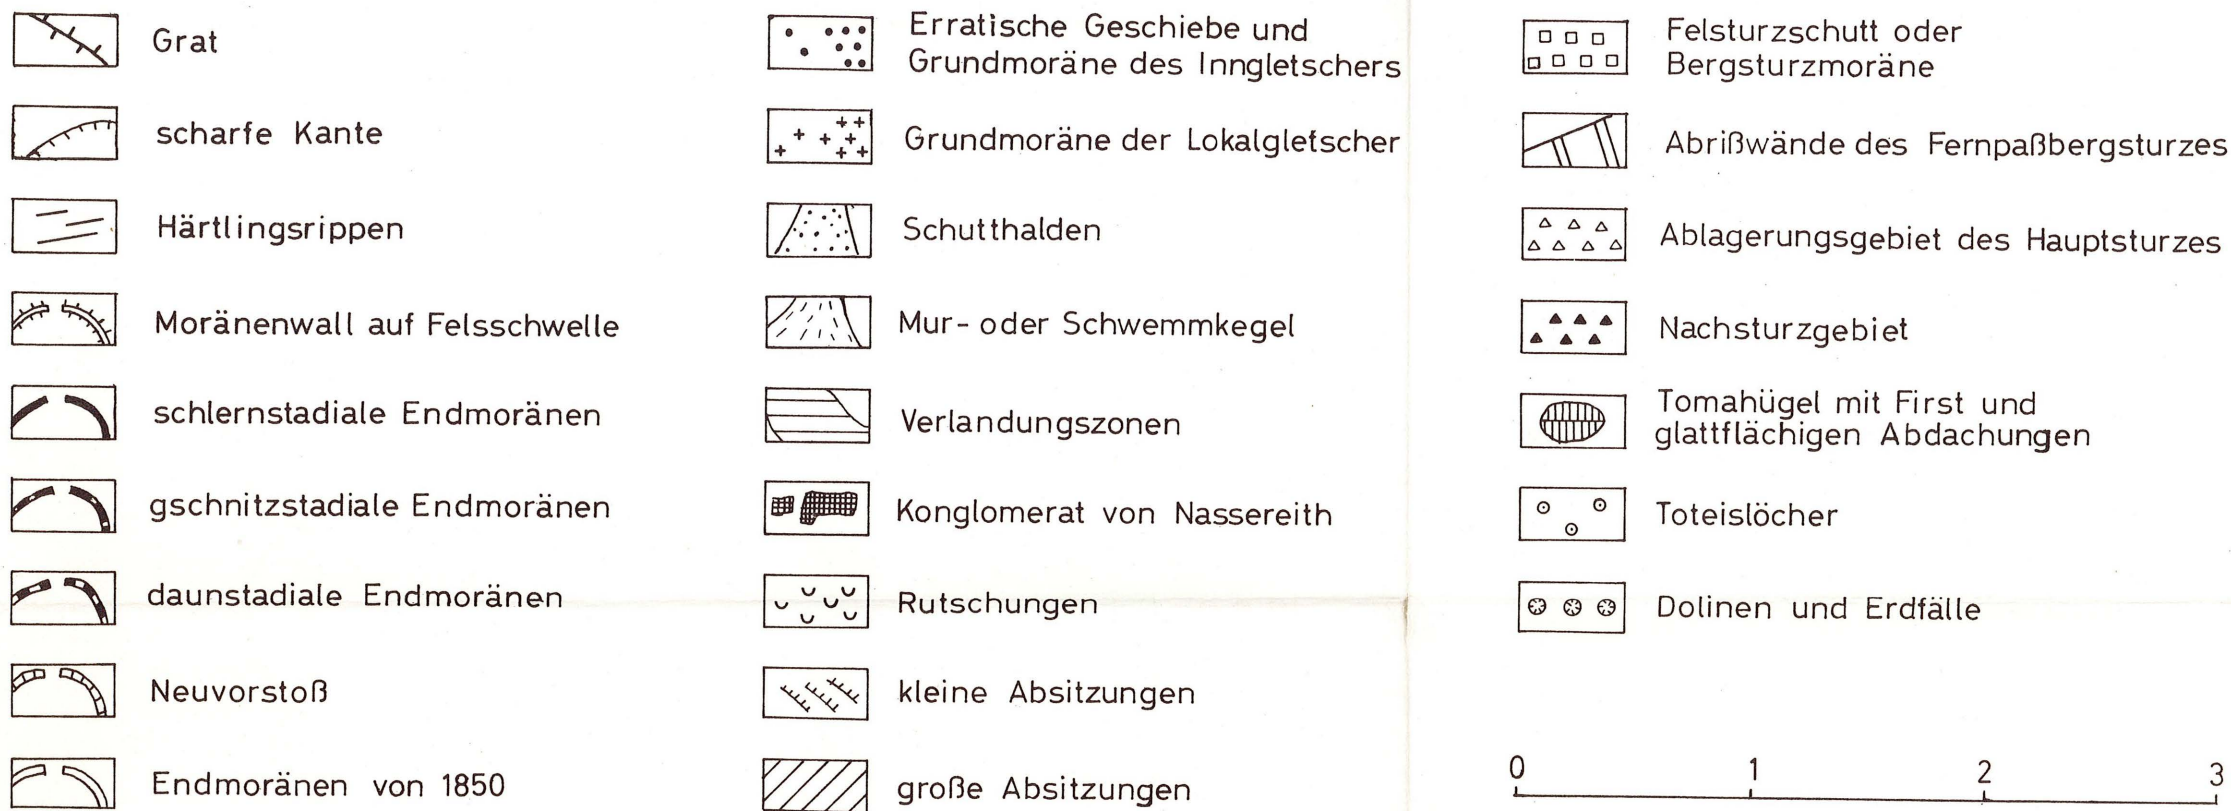 Grat
scharfe Kante
Härtlingsrippen
Moränenwall auf Felsschwelle
schlernstadiale Endmoränen
gschnitzstadiale Endmoränen
daunstadiale Endmoränen
Neuvorstoß
Endmoränen von 1850
Erratische Geschiebe und
Grundmoräne des Inngletschers
Grundmoräne der Lokalgletscher
Schutthalden
Mur- oder Schwemmkegel
Verlandungszonen
Konglomerat von Nassereith
Rutschungen
kleine Absitzungen
große Absitzungen
Felsturzschutt oder
Bergsturzmoräne
Abrißwände des Fernpaßbergsturzes
Ablagerungsgebiet des Hauptsturzes
Nachsturzgebiet
Tomahügel mit First und
glattflächigen Abdachungen
Toteislöcher
Dolinen und Erdfälle
0 1 2 3